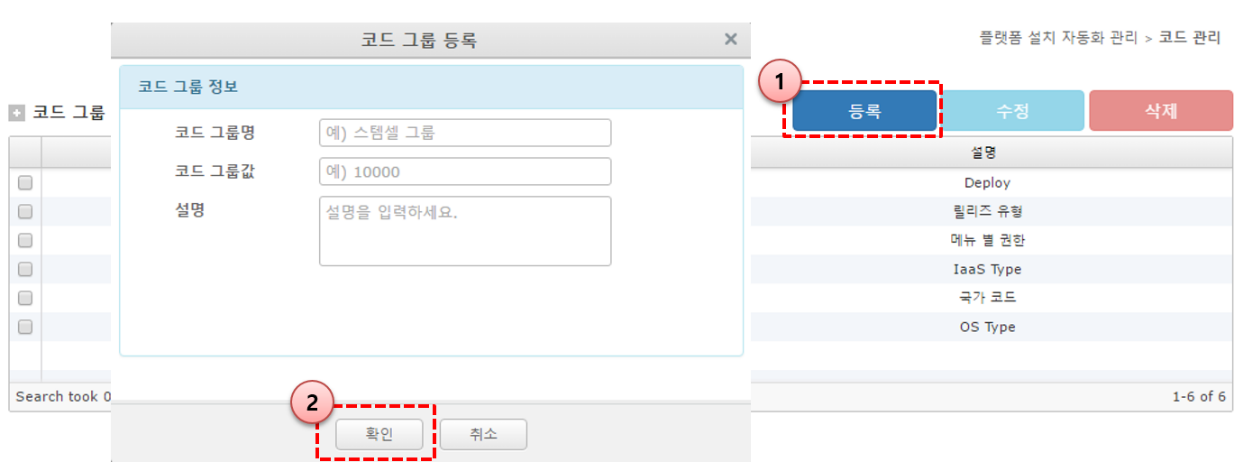 코드 그룹 등록 ×
플랫폼 설치 자동화 관리 > 코드 관리
코드 그룹 정보
1
+ 코드 그룹
등록 수정 삭제
코드 그룹명 예) 스템셀 그룹
설명
코드 그룹값 예) 10000
Deploy
설명 설명을 입력하세요.
릴리즈 유형
메뉴 별 권한
IaaS Type
국가 코드
OS Type
Search took 0
1-6 of 6
2
확인 취소